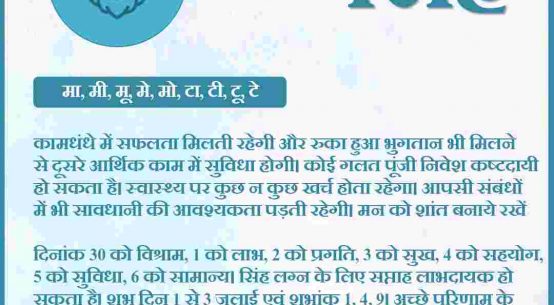 सिंह
मा, मी, मू, मे, मो, टा, टी, टू, टे
कामधंधे में सफलता मिलती रहेगी और रुका हुआ भुगतान भी मिलने
से दूसरे आर्थिक काम में सुविधा होगी। कोई गलत पूंजी निवेश कष्टदायी
हो सकता है। स्वास्थ्य पर कुछ न कुछ खर्च होता रहेगा। आपसी संबंधों
में भी सावधानी की आवश्यकता पड़ती रहेगी। मन को शांत बनाये रखें
दिनांक 30 को विश्राम, 1 को लाभ, 2 को प्रगति, 3 को सुख, 4 को सहयोग,
5 को सुविधा, 6 को सामान्य। सिंह लग्न के लिए सप्ताह लाभदायक हो
सकता है। शुभ दिन 1 से 3 जुलाई एवं शुभांक 1, 4, 9। अच्छे परिणाम के